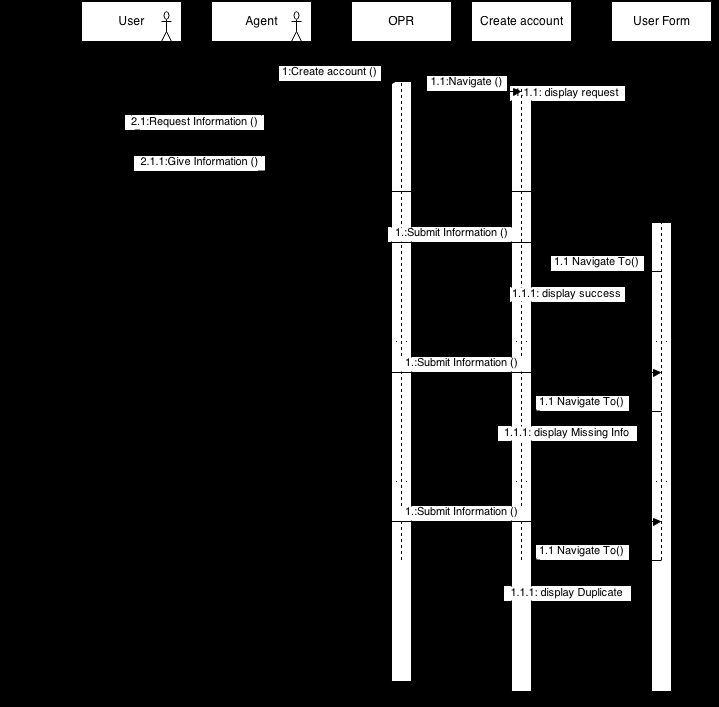 User
Agent
OPR
Create account
User Form
1:Create account ()
1.1:Navigate ()
1.1: display request
2.1:Request Information ()
2.1.1:Give Information ()
1.:Submit Information ()
1.1 Navigate To()
1.1.1: display success
1.:Submit Information ()
1.1 Navigate To()
1.1.1: display Missing Info
1.:Submit Information ()
1.1 Navigate To()
1.1.1: display Duplicate